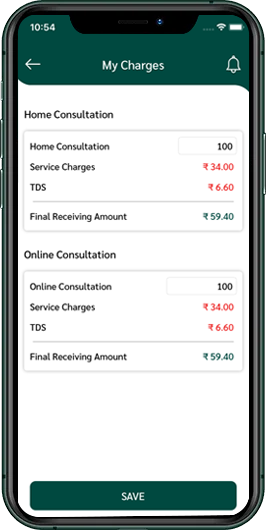 10:54
My Charges
Home Consultation
Home Consultation 100
Service Charges ₹ 34.00
TDS ₹ 6.60
Final Receiving Amount ₹ 59.40
Online Consultation
Online Consultation 100
Service Charges ₹ 34.00
TDS ₹ 6.60
Final Receiving Amount ₹ 59.40
SAVE